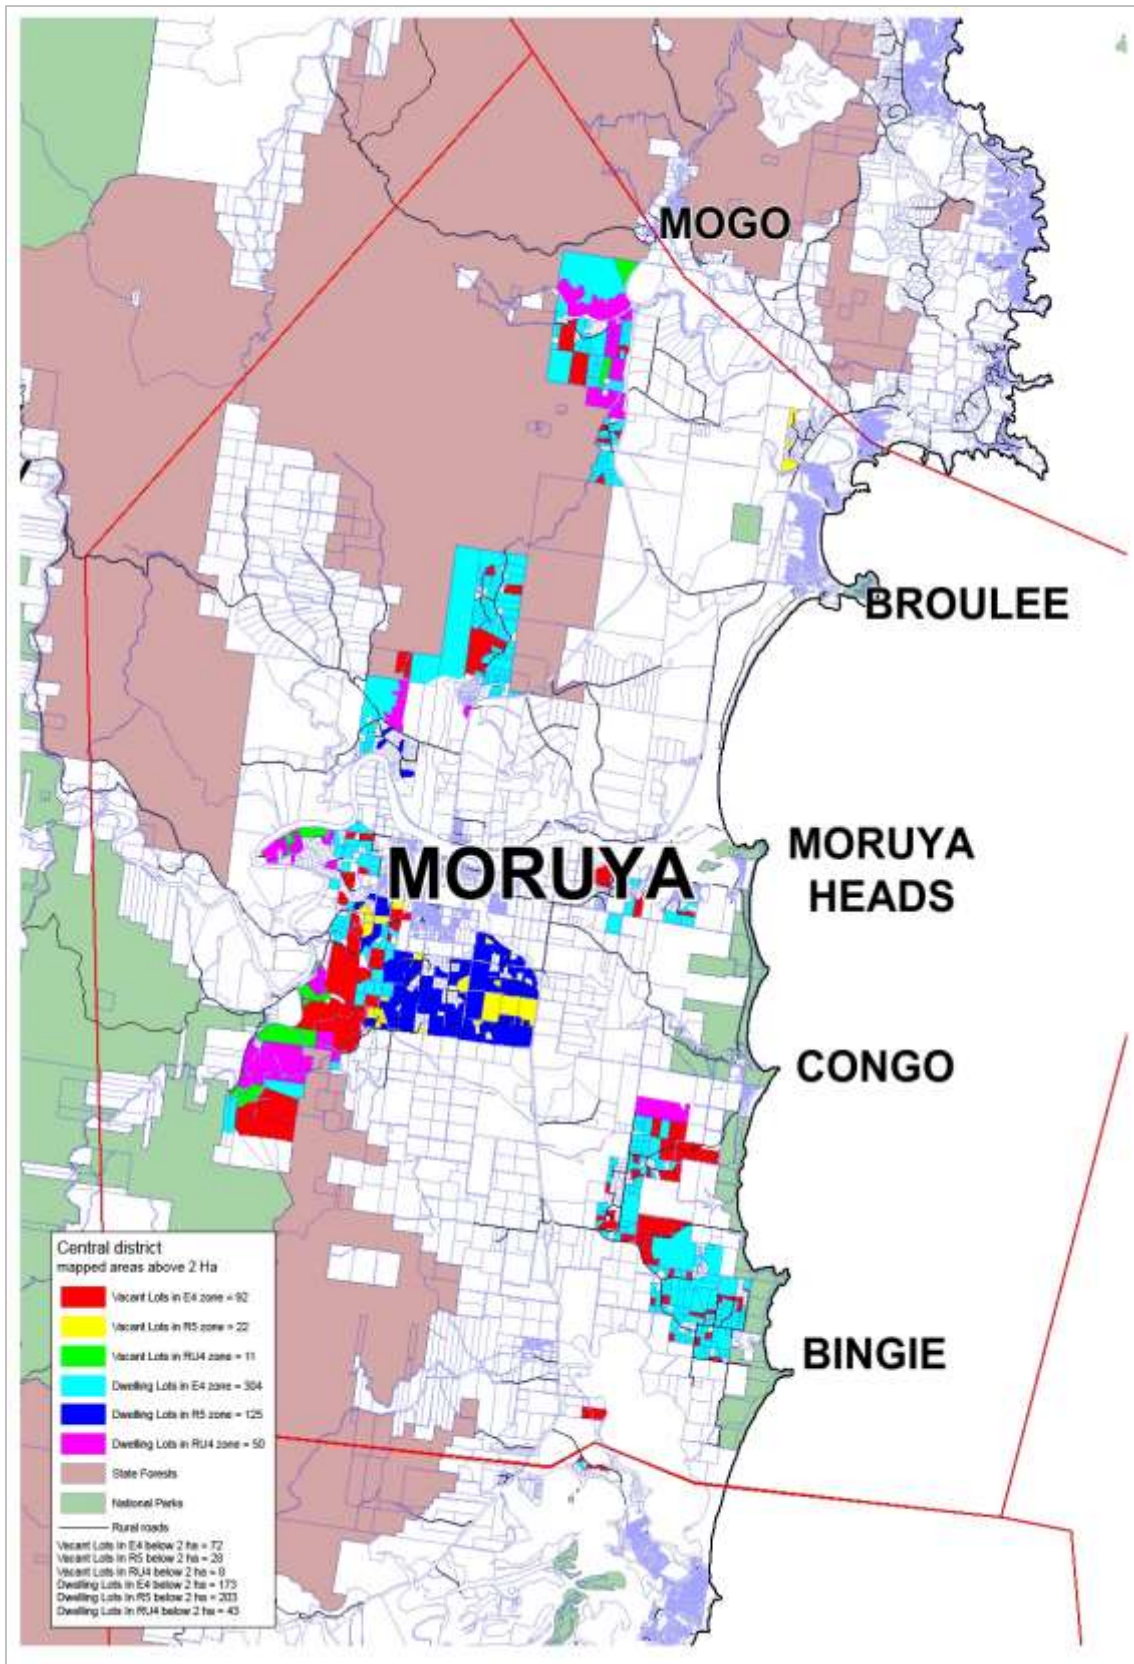 MOGO
BROULEE
MORUYA
MORUYA
HEADS
CONGO
BINGIE
Central district
mapped areas above 2 Ha
Vacant Lots in E4 zone = 92
Vacant Lots in R5 zone = 22
Vacant Lots in RU4 zone = 11
Dwelling Lots in E4 zone = 304
Dwelling Lots in R5 zone = 125
Dwelling Lots in RU4 zone = 50
State Forests
National Parks
Rural roads
Vacant Lots in E4 below 2 ha = 72
Vacant Lots in R5 below 2 ha = 28
Vacant Lots in RU4 below 2 ha =
Dwelling Lots in E4 below 2 ha = 173
Dwelling Lots in R5 below 2 ha = 203
Dwelling Lots in RU4 below 2 ha = 43